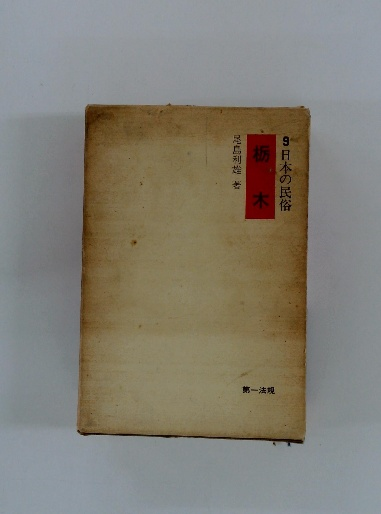 9 日本の民俗
栃木
尾島利雄 著
第一法規